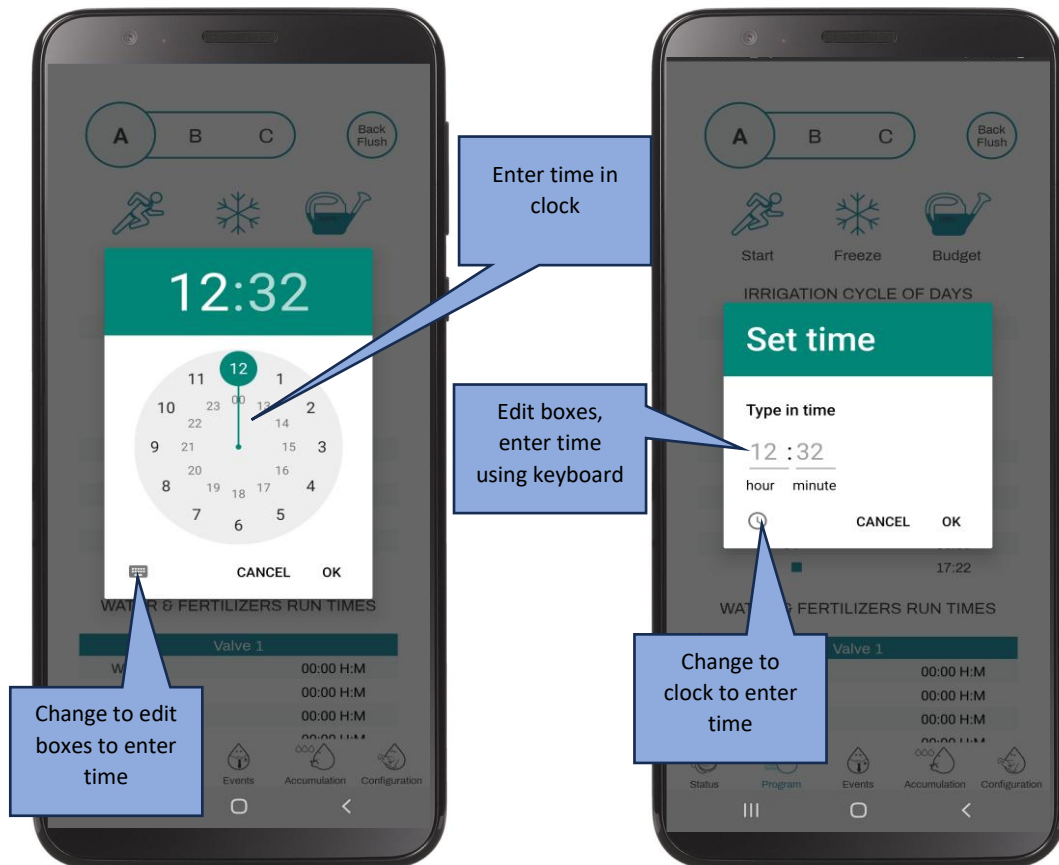 A B C Back
Flush
12:32
12
11 1
10 23 00 13 2
22 14
9 21 15 3
20 16
8 19 18 17 4
7 5
6
CANCEL OK
WATER & FERTILIZERS RUN TIMES
Valve 1
00:00 H:M
00:00 H:M
00:00 H:M
00:00 H:M
Events Accumulation Configuration
Enter time in
clock
Edit boxes,
enter time
using keyboard
Change to edit
boxes to enter
time
A B C Back
Flush
Start Freeze Budget
IRRIGATION CYCLE OF DAYS
Set time
Type in time
12 : 32
hour minute
CANCEL OK
17:22
FERTILIZERS RUN TIMES
Valve 1
00:00 H:M
00:00 H:M
00:00 H:M
00:00 H:M
Status Program Events Accumulation Configuration
Change to
clock to enter
time